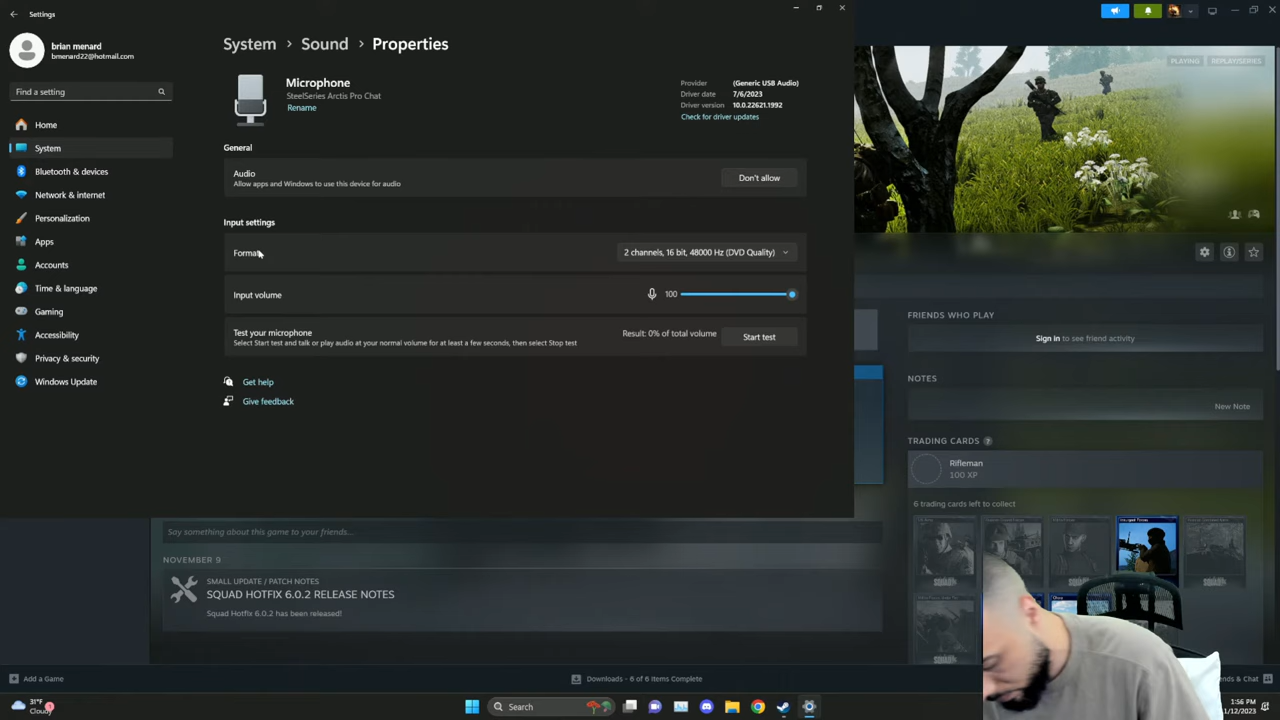 Settings
brian menard
bmenard22@hotmail.com
Find a setting
Home
System
Bluetooth & devices
Network & internet
Personalization
Apps
Accounts
Time & language
Gaming
Accessibility
Privacy & security
Windows Update
System > Sound > Properties
Microphone
SteelSeries Arctis Pro Chat
Rename
Provider (Generic USB Audio)
Driver date 7/6/2023
Driver version 10.0.22621.1992
Check for driver updates
General
Audio
Allow apps and Windows to use this device for audio
Don't allow
Input settings
Format
2 channels, 16 bit, 48000 Hz (DVD Quality)
Input volume
100
Test your microphone
Select Start test and talk or play audio at your normal volume for at least a few seconds, then select Stop test
Result: 0% of total volume
Start test
Get help
Give feedback
PLAYING
REPLAY/SERIES
FRIENDS WHO PLAY
Sign in to see friend activity
NOTES
New Note
TRADING CARDS ?
Rifleman
100 XP
6 trading cards left to collect
Say something about this game to your friends...
NOVEMBER 9
SMALL UPDATE / PATCH NOTES
SQUAD HOTFIX 6.0.2 RELEASE NOTES
Squad Hotfix 6.0.2 has been released!
Add a Game
Downloads - 6 of 6 Items Complete
ends & Chat
31°F
Cloudy
Search
1:56 PM
11/12/2023